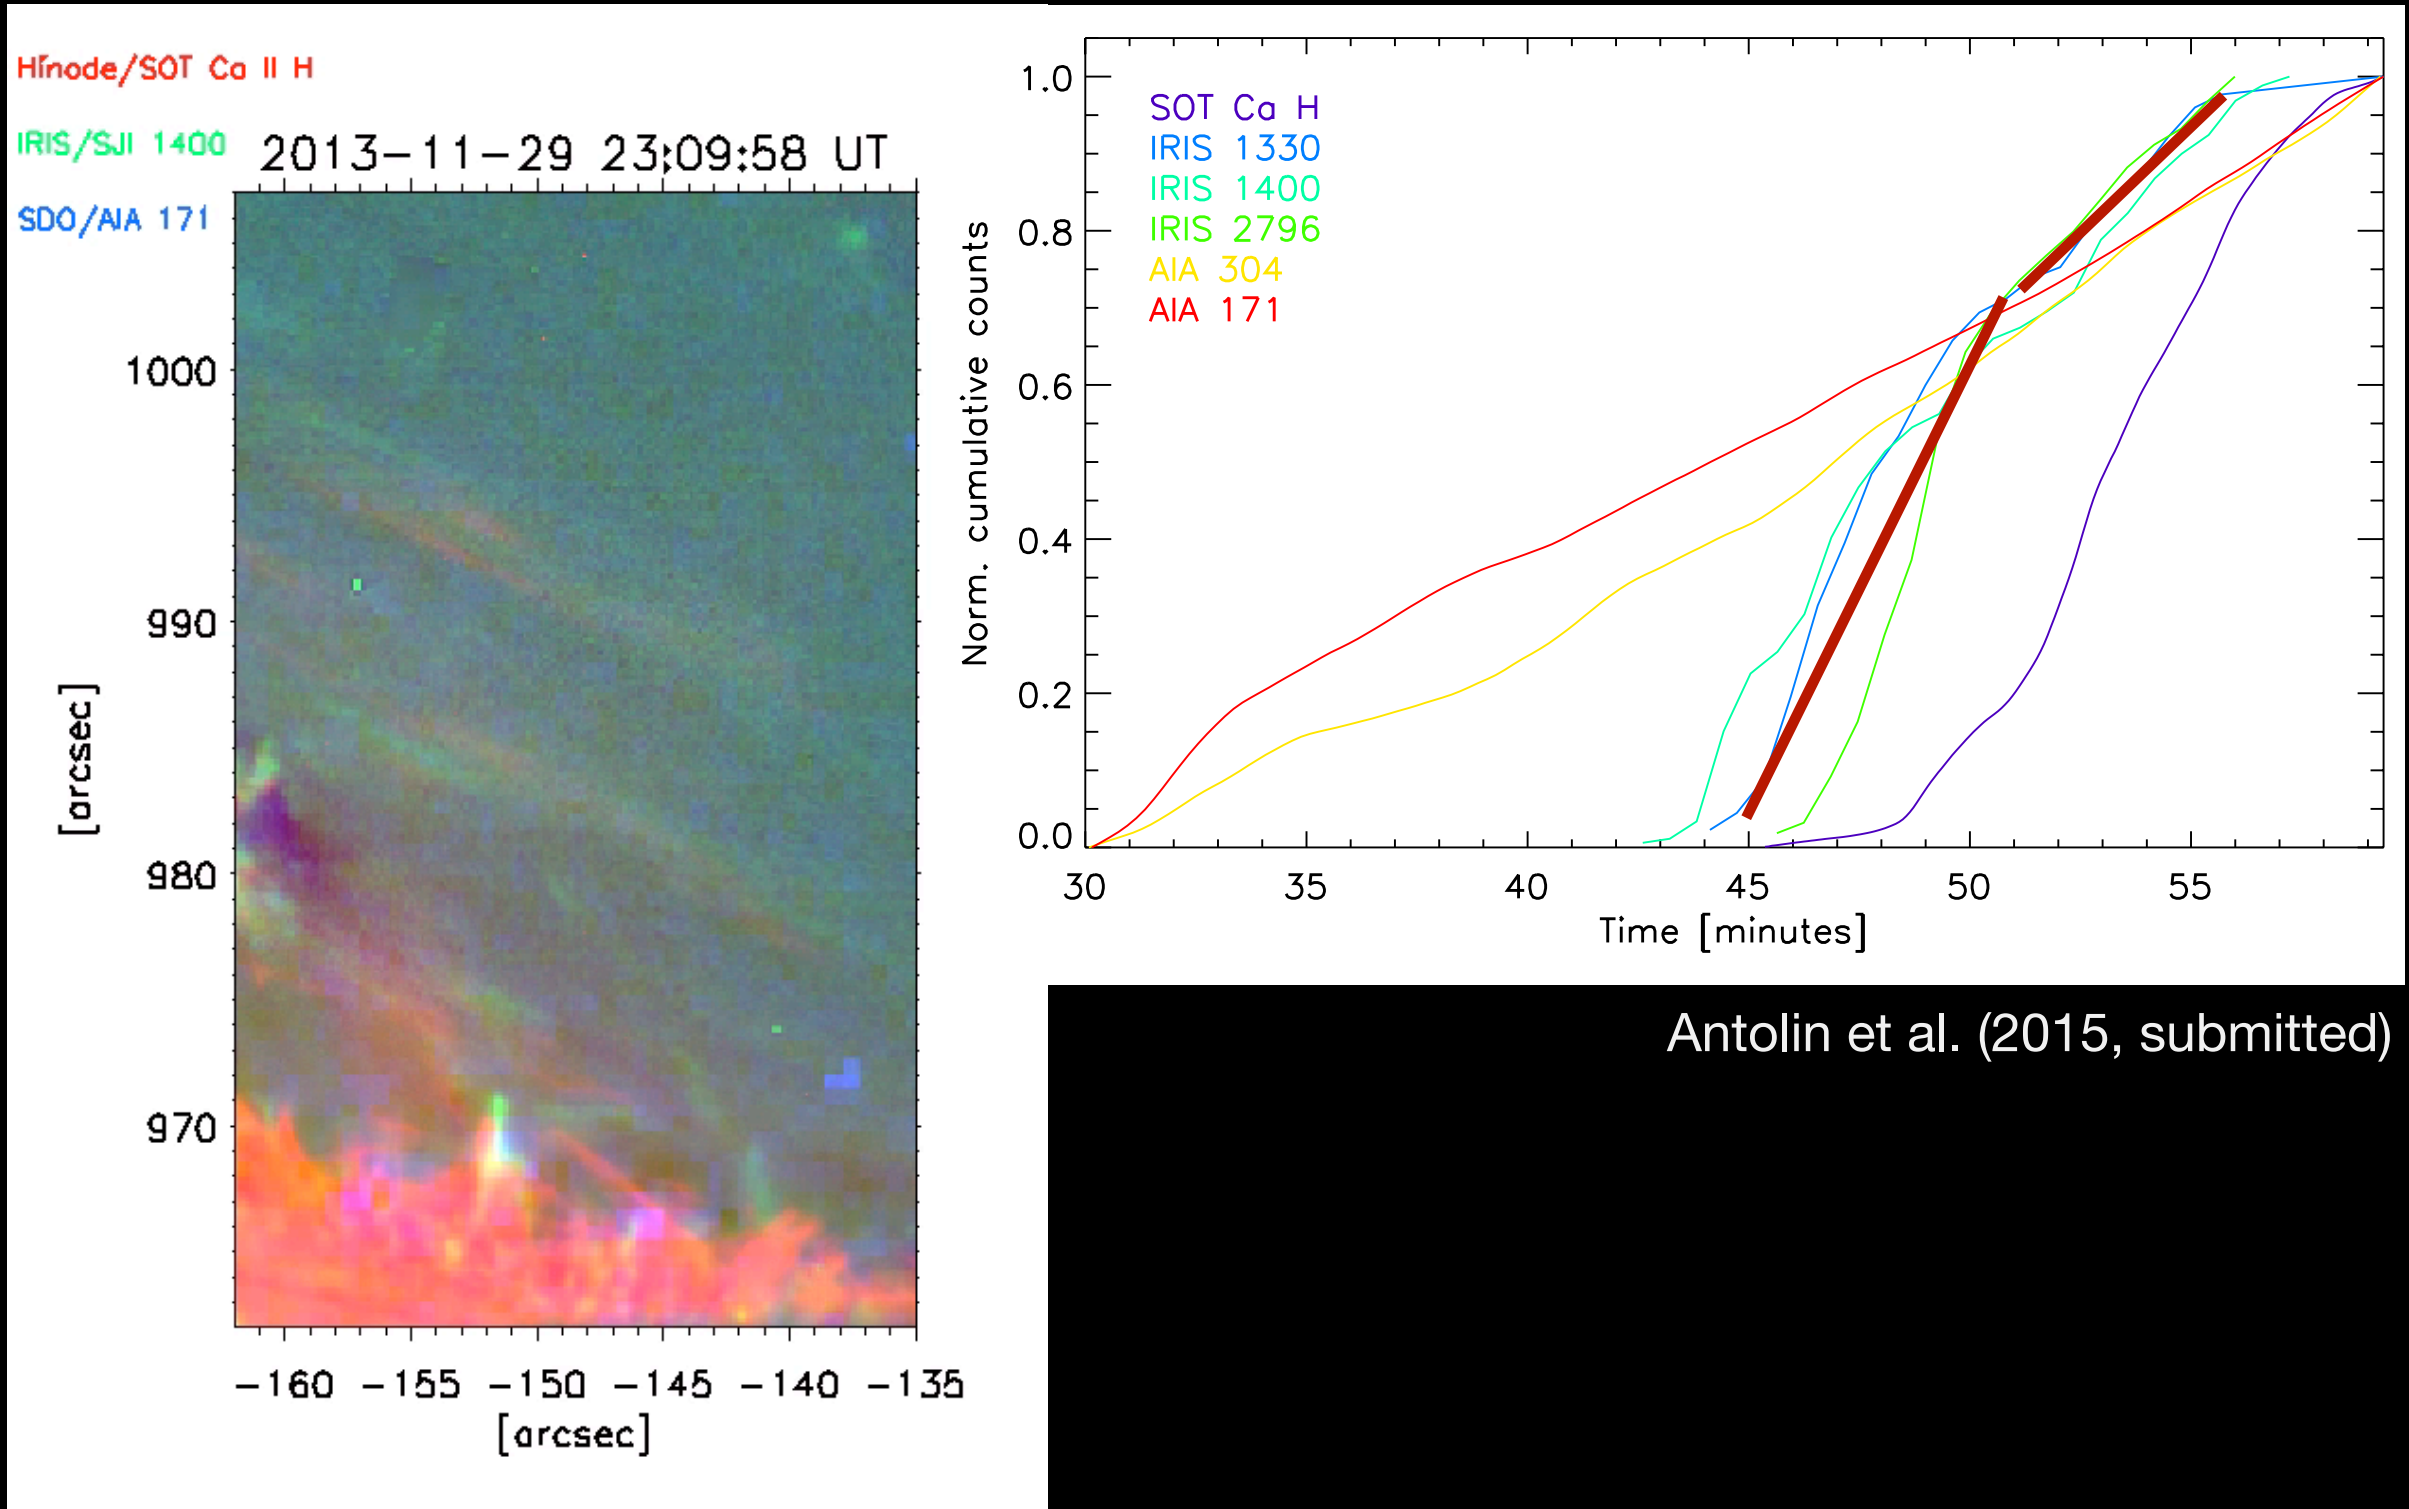 Hinode/SOT Ca II H
IRIS/SJI 1400
SDO/AIA 171
2013-11-29 23:09:58 UT
1000
990
980
970
[arcsec]
-160 -155 -150 -145 -140 -135
[arcsec]
1.0
0.8
0.6
0.4
0.2
0.0
Norm. cumulative counts
SOT Ca H
IRIS 1330
IRIS 1400
IRIS 2796
AIA 304
AIA 171
30 35 40 45 50 55
Time [minutes]
Antolin et al. (2015, submitted)